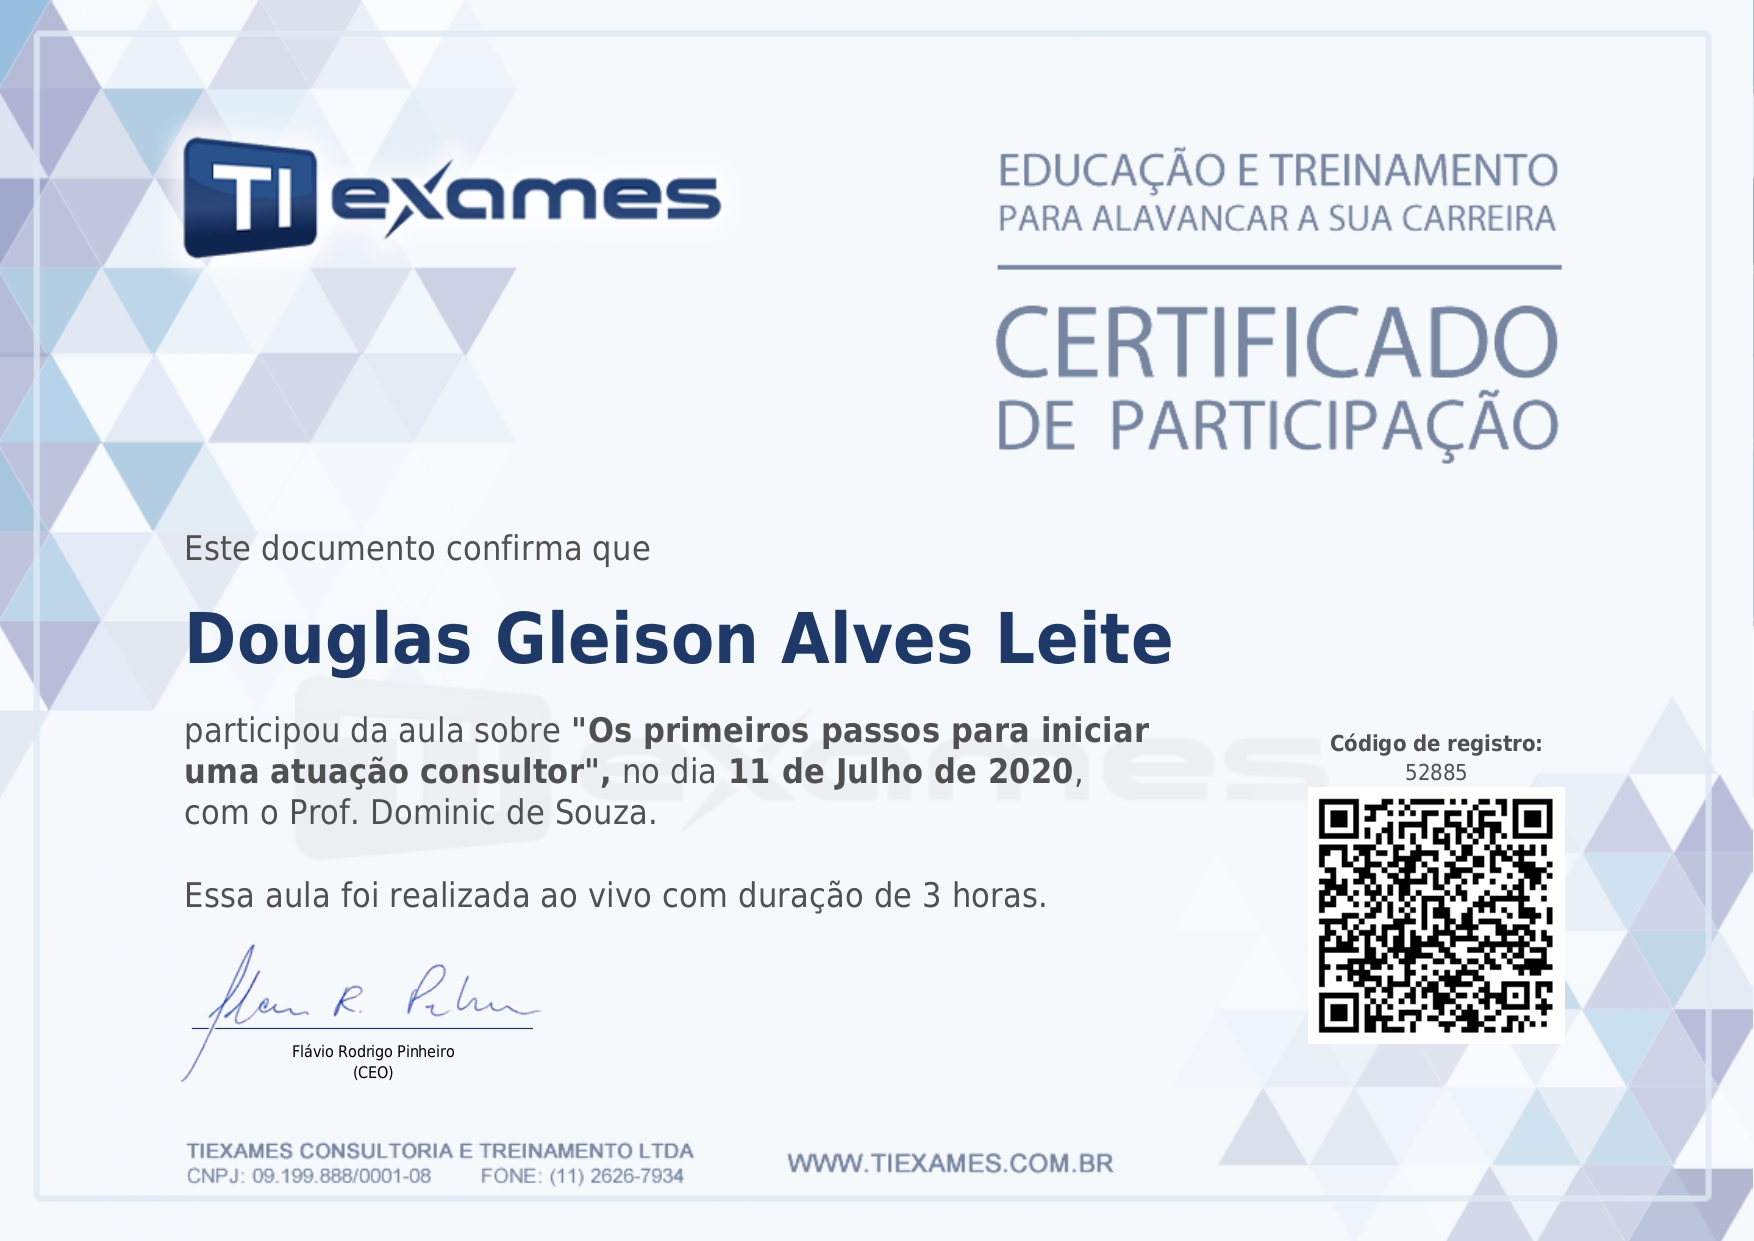 TI exames
EDUCAÇÃO E TREINAMENTO
PARA ALAVANCAR A SUA CARREIRA
CERTIFICADO
DE PARTICIPAÇÃO
Este documento confirma que
Douglas Gleison Alves Leite
participou da aula sobre "Os primeiros passos para iniciar
uma atuação consultor", no dia 11 de Julho de 2020,
com o Prof. Dominic de Souza.
Essa aula foi realizada ao vivo com duração de 3 horas.
Código de registro:
52885
Flávio Rodrigo Pinheiro
(CEO)
TIEXAMES CONSULTORIA E TREINAMENTO LTDA
CNPJ: 09.199.888/0001-08 FONE: (11) 2626-7934
WWW.TIEXAMES.COM.BR